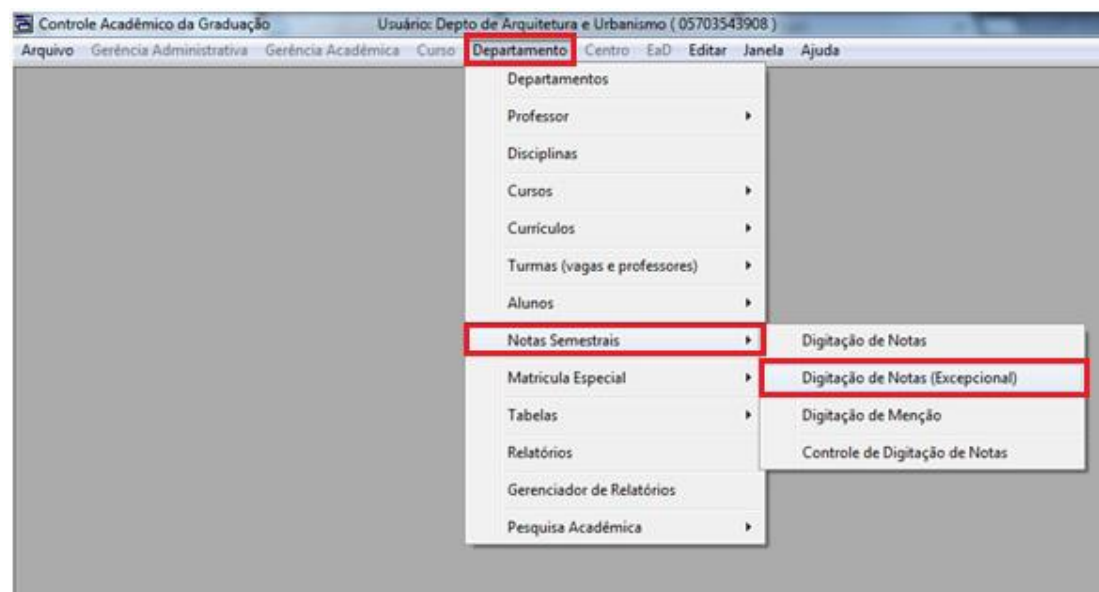 Controle Acadêmico da Graduação Usuário: Depto de Arquitetura e Urbanismo ( 05703543908 )
Arquivo Gerência Administrativa Gerência Acadêmica Curso Departamento Centro EaD Editar Janela Ajuda
Departamentos
Professor
Disciplinas
Cursos
Currículos
Turmas (vagas e professores)
Alunos
Notas Semestrais
Matricula Especial
Tabelas
Relatórios
Gerenciador de Relatórios
Pesquisa Acadêmica
Digitação de Notas
Digitação de Notas (Excepcional)
Digitação de Menção
Controle de Digitação de Notas